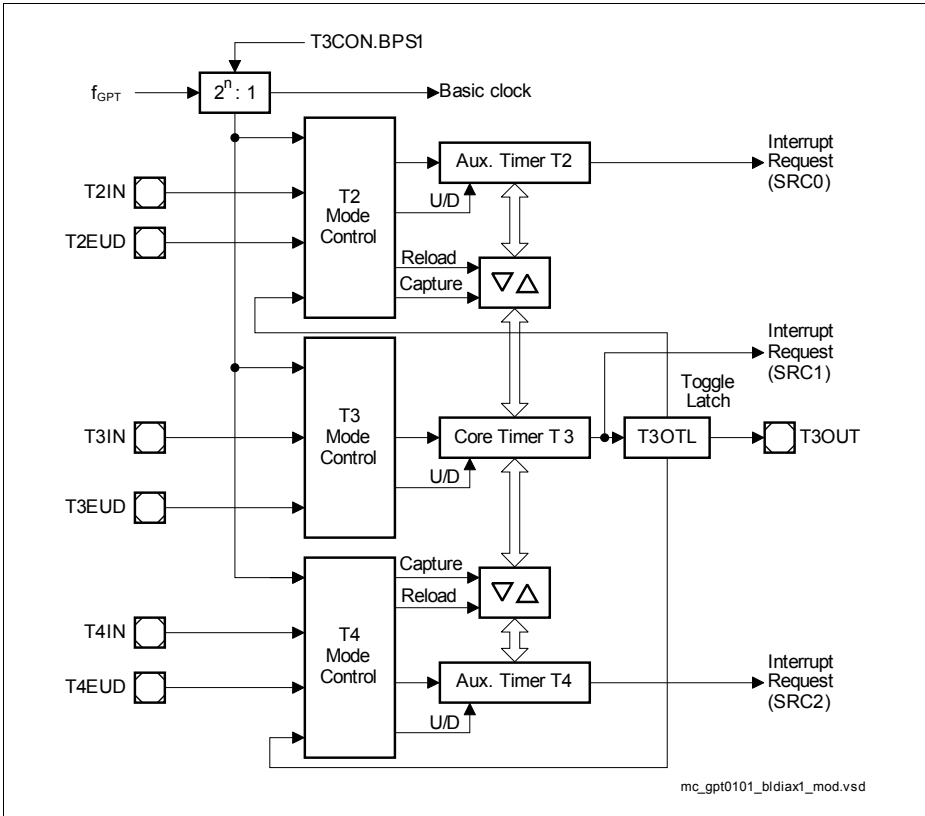 T3CON.BPS1
fGPT
2ⁿ : 1
Basic clock
Interrupt
Request
(SRC0)
Aux. Timer T2
T2IN
U/D
T2
Mode
Control
T2EUD
Reload
Capture
Interrupt
Request
(SRC1)
Toggle
Latch
T3
Mode
Control
T3IN
Core Timer T 3
T3OTL
T3OUT
U/D
T3EUD
Capture
Reload
T4IN
T4
Mode
Control
Interrupt
Request
(SRC2)
Aux. Timer T4
T4EUD
U/D
mc_gpt0101_bldiax1_mod.vsd